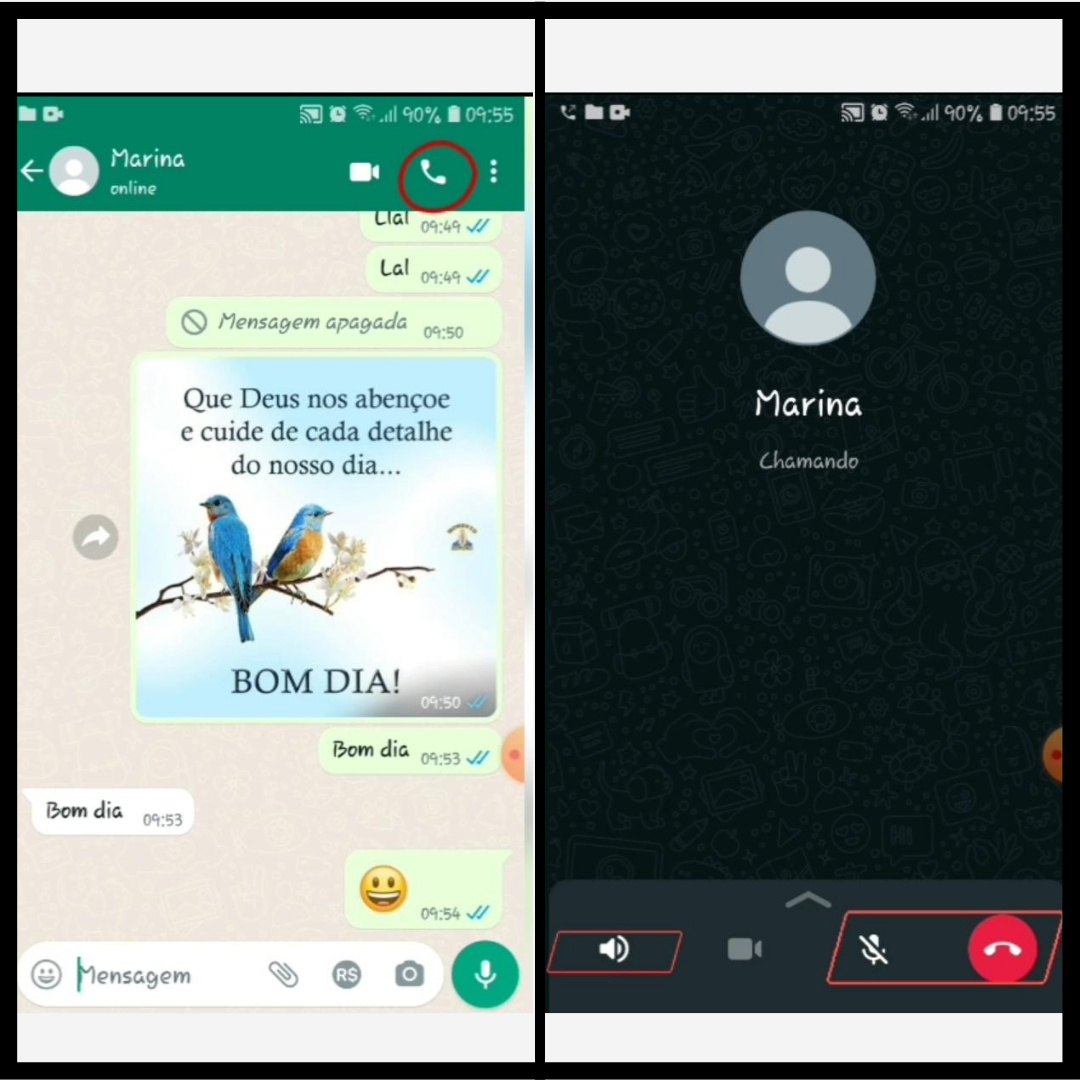 90% 09:55
Marina
online
Llal 09:49
Lal 09:49
Mensagem apagada 09:50
Que Deus nos abençoe
e cuide de cada detalhe
do nosso dia...
BOM DIA!
09:50
Bom dia 09:53
Bom dia 09:53
09:54
Mensagem
R$
90% 09:55
Marina
Chamando